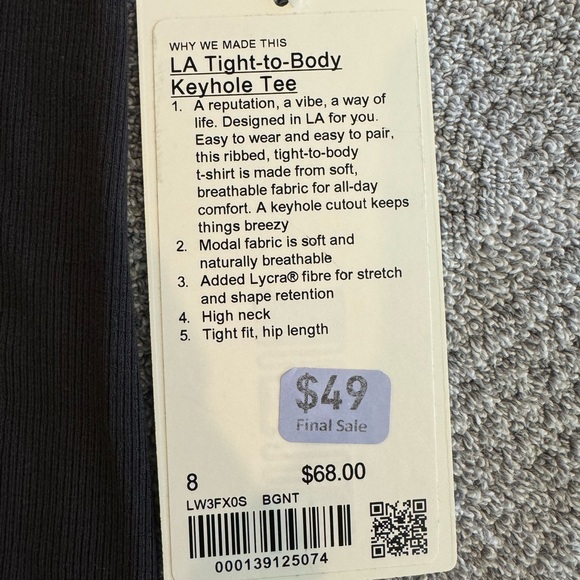 WHY WE MADE THIS
LA Tight-to-Body
Keyhole Tee
1. A reputation, a vibe, a way of
life. Designed in LA for you.
Easy to wear and easy to pair,
this ribbed, tight-to-body
t-shirt is made from soft,
breathable fabric for all-day
comfort. A keyhole cutout keeps
things breezy
2. Modal fabric is soft and
naturally breathable
3. Added Lycra® fibre for stretch
and shape retention
4. High neck
5. Tight fit, hip length
$49
Final Sale
8 $68.00
LW3FX0S BGNT
000139125074